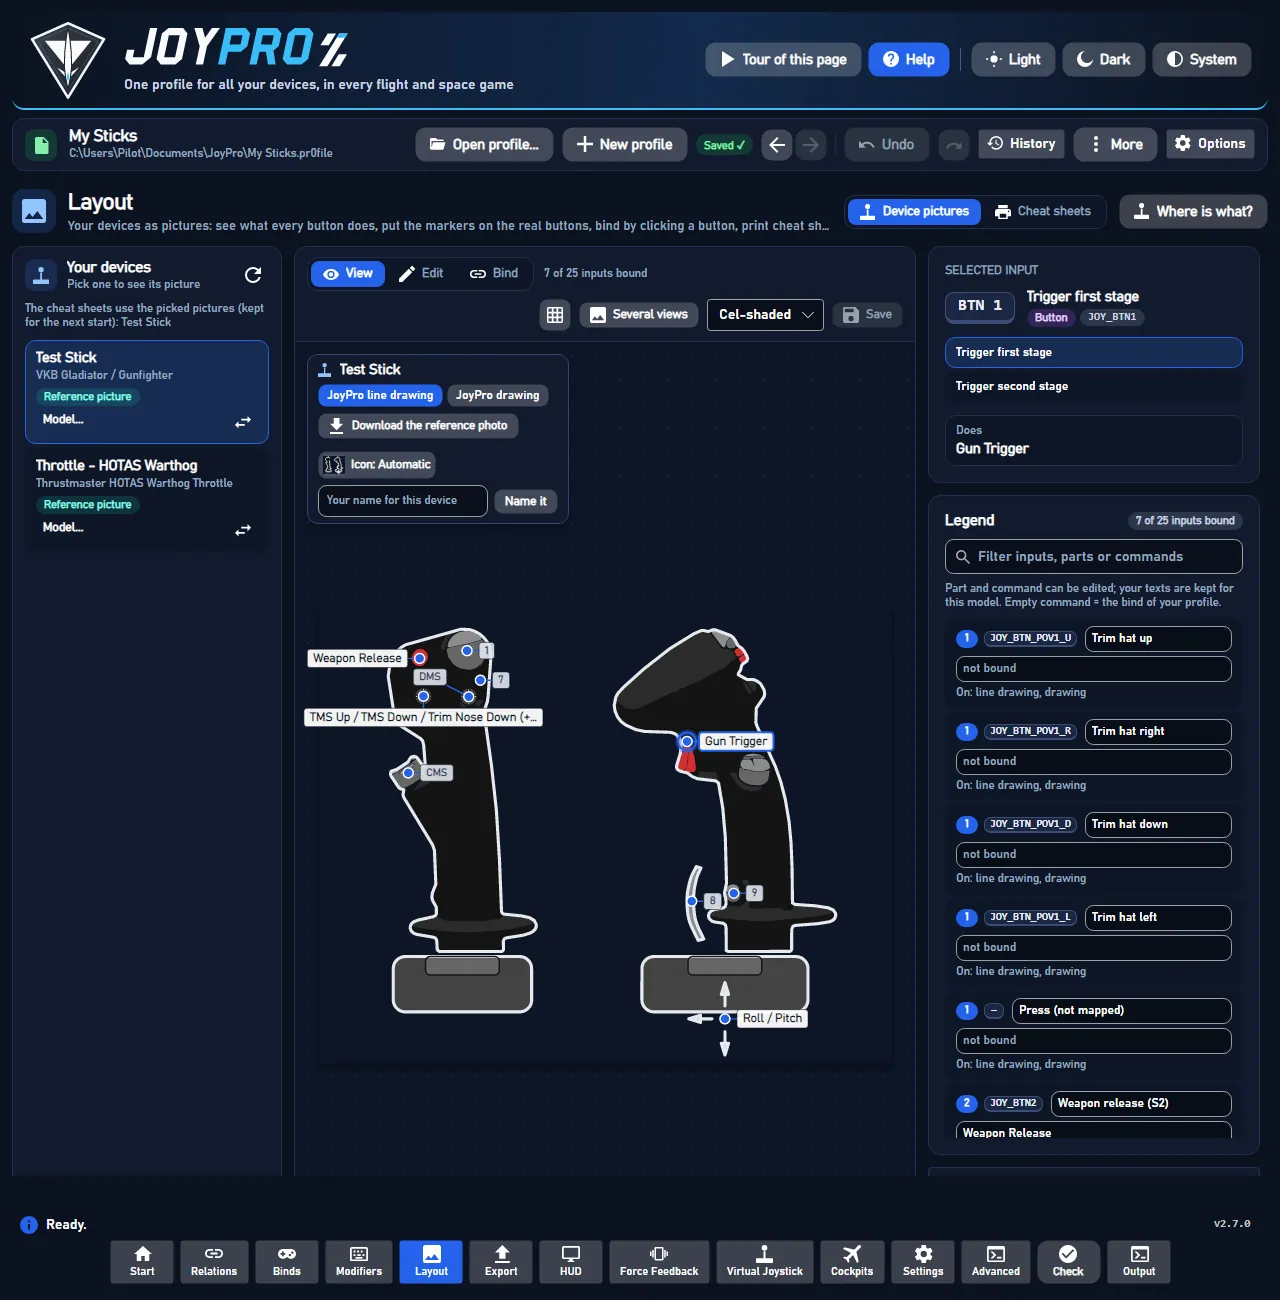 JOYPRO
One profile for all your devices, in every flight and space game
Tour of this page
Help
Light
Dark
System
My Sticks
C:\Users\Pilot\Documents\JoyPro\My Sticks.pr0file
Open profile...
New profile
Saved ✓
Undo
History
More
Options
Layout
Your devices as pictures: see what every button does, put the markers on the real buttons, bind by clicking a button, print cheat sh...
Device pictures
Cheat sheets
Where is what?
Your devices
Pick one to see its picture
The cheat sheets use the picked pictures (kept
for the next start): Test Stick
Test Stick
VKB Gladiator / Gunfighter
Reference picture
Model...
Throttle - HOTAS Warthog
Thrustmaster HOTAS Warthog Throttle
Reference picture
Model...
View
Edit
Bind
7 of 25 inputs bound
Several views
Cel-shaded
Save
Test Stick
JoyPro line drawing
JoyPro drawing
Download the reference photo
Icon: Automatic
Your name for this device
Name it
Weapon Release
1
DMS
7
TMS Up / TMS Down / Trim Nose Down (+...
CMS
Gun Trigger
8
9
Roll / Pitch
SELECTED INPUT
BTN 1
Trigger first stage
Button
JOY_BTN1
Trigger first stage
Trigger second stage
Does
Gun Trigger
Legend
7 of 25 inputs bound
Filter inputs, parts or commands
Part and command can be edited; your texts are kept for
this model. Empty command = the bind of your profile.
1 JOY_BTN_POV1_U Trim hat up
not bound
On: line drawing, drawing
1 JOY_BTN_POV1_R Trim hat right
not bound
On: line drawing, drawing
1 JOY_BTN_POV1_D Trim hat down
not bound
On: line drawing, drawing
1 JOY_BTN_POV1_L Trim hat left
not bound
On: line drawing, drawing
1 – Press (not mapped)
not bound
On: line drawing, drawing
2 JOY_BTN2 Weapon release (S2)
Weapon Release
Ready.
v2.7.0
Start
Relations
Binds
Modifiers
Layout
Export
HUD
Force Feedback
Virtual Joystick
Cockpits
Settings
Advanced
Check
Output